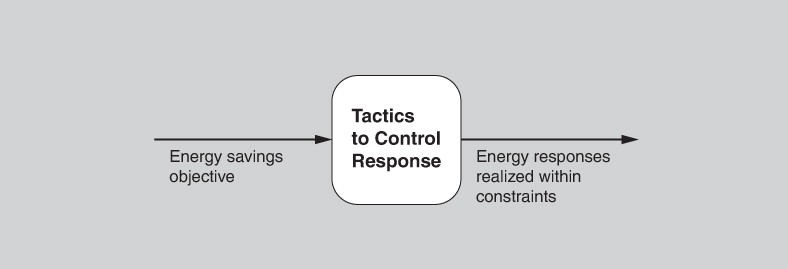 Tactics
to Control
Response
Energy savings
objective
Energy responses
realized within
constraints